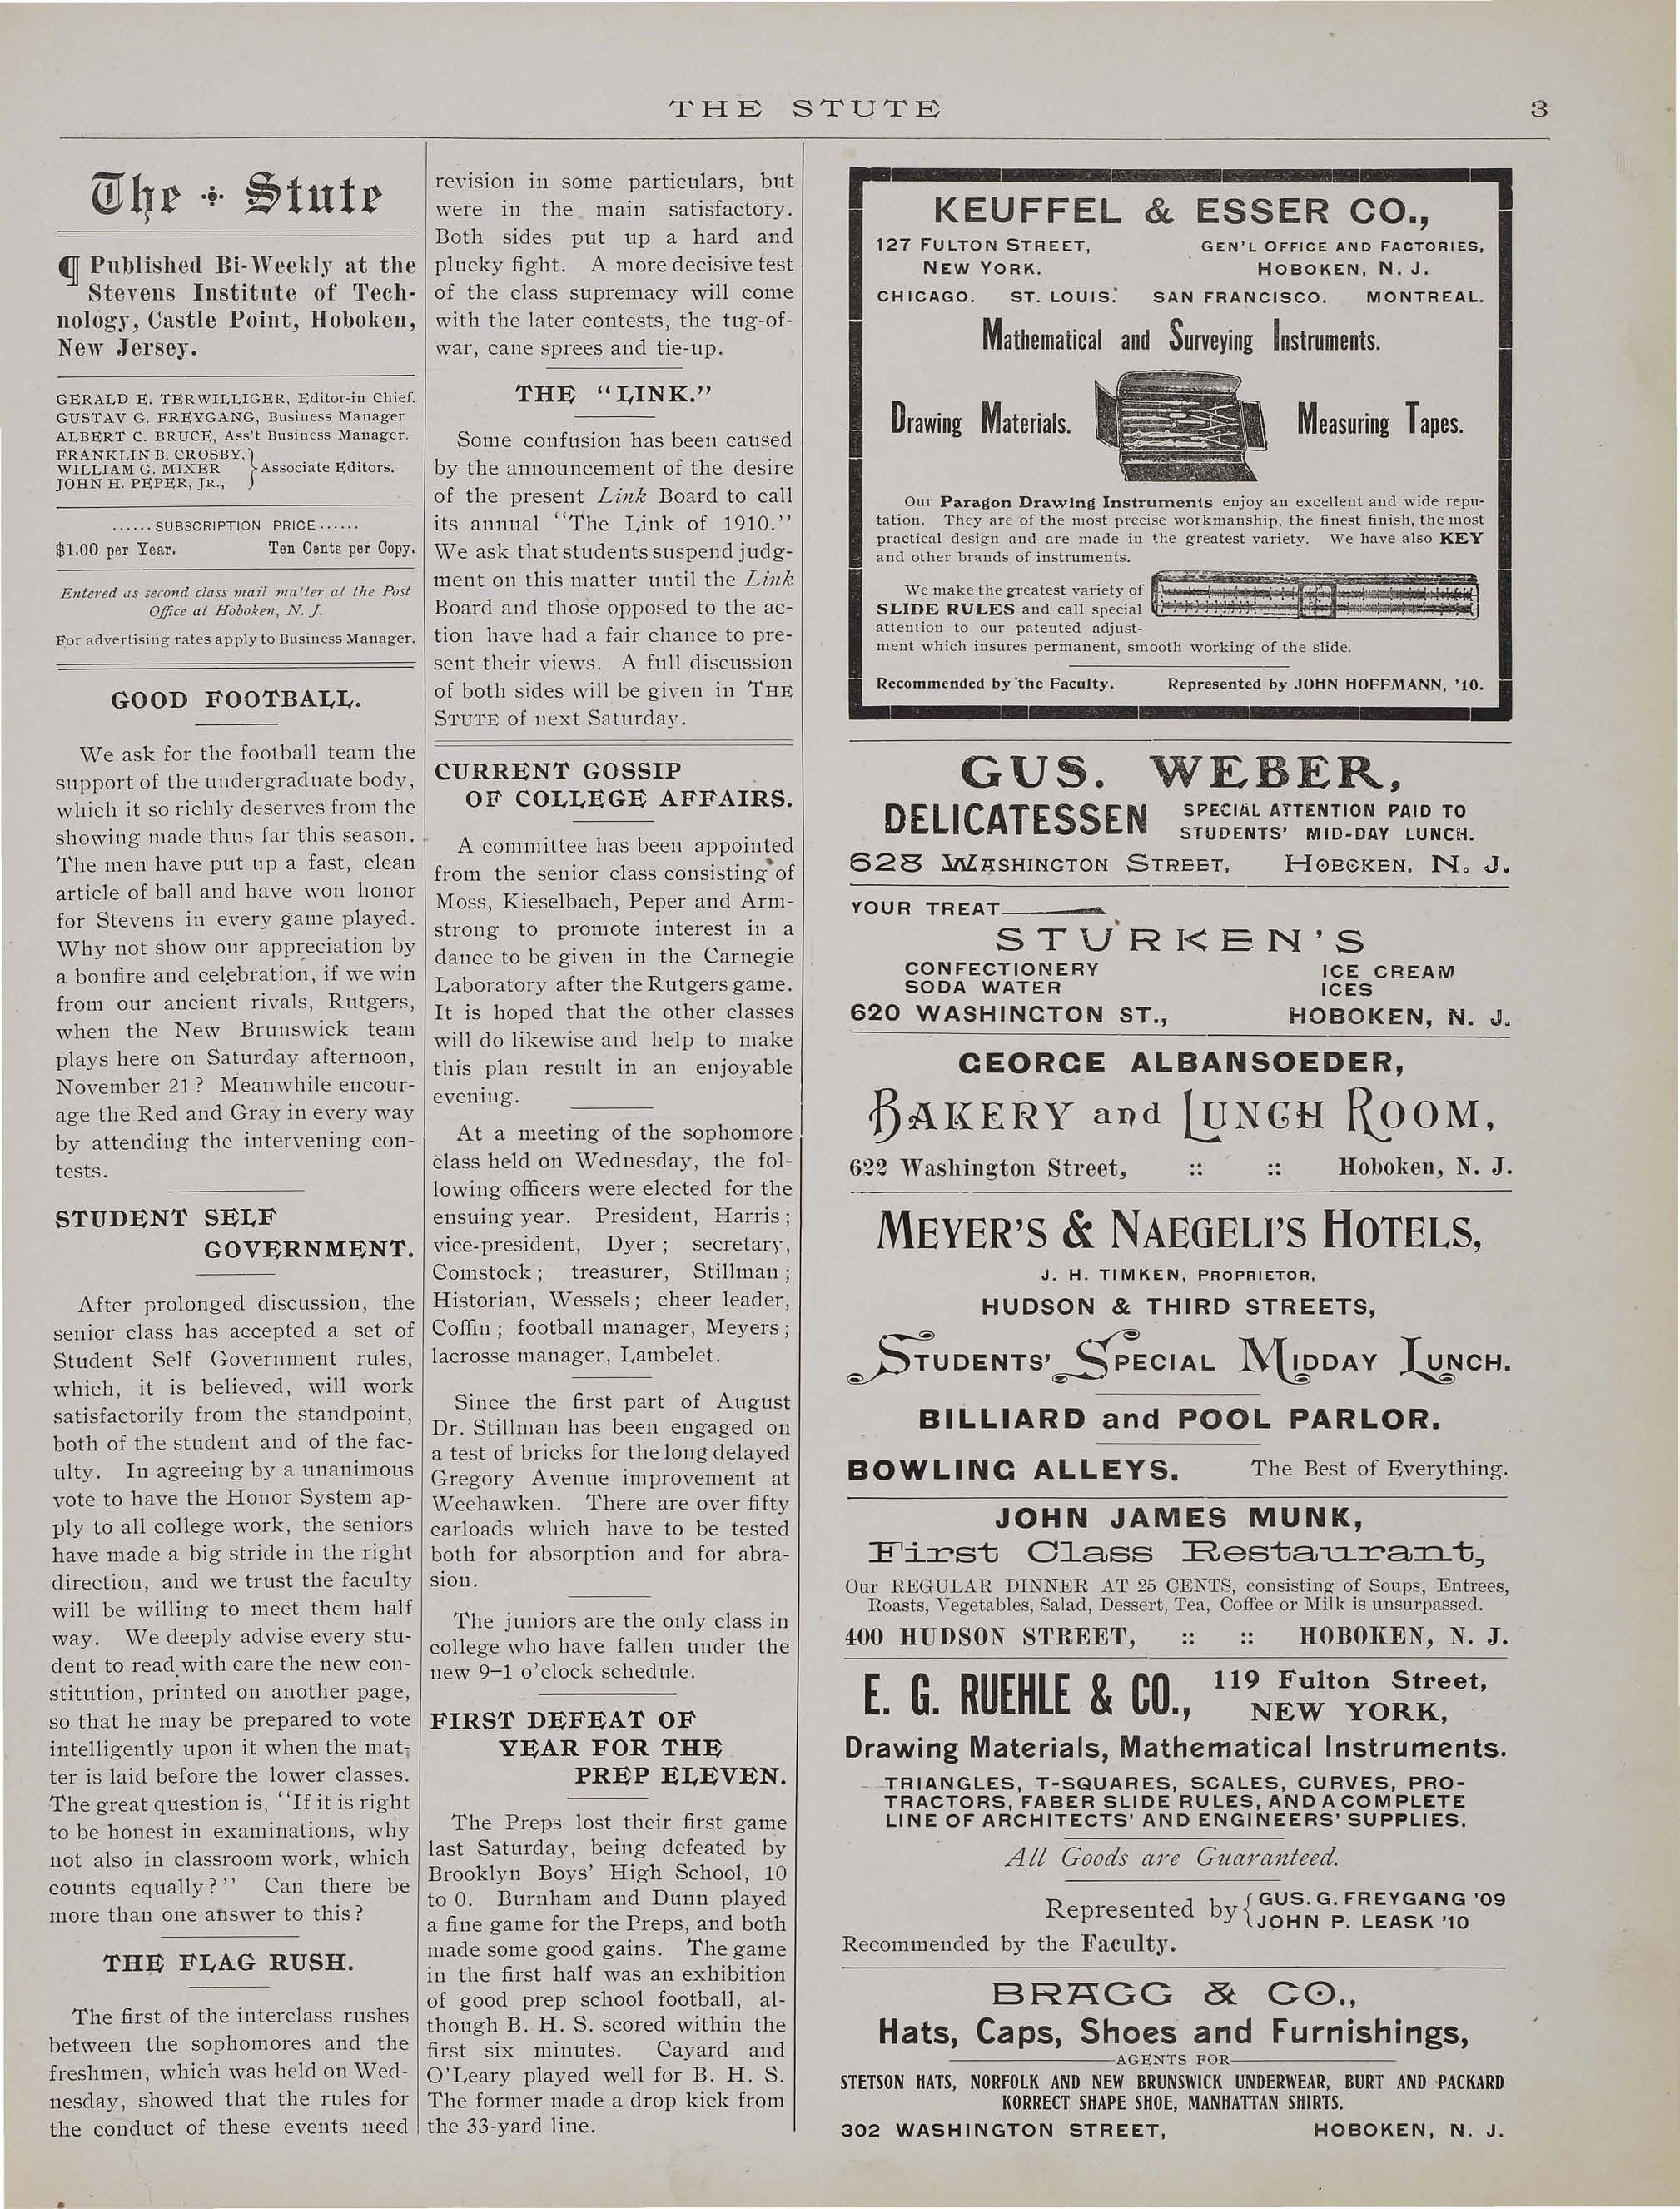 THE STUTE
3
The Stute
¶ Published Bi-Weekly at the
Stevens Institute of Tech-
nology, Castle Point, Hoboken,
New Jersey.
GERALD E. TERWILLIGER, Editor-in Chief.
GUSTAV G. FREYGANG, Business Manager
ALBERT C. BRUCE, Ass't Business Manager.
FRANKLIN B. CROSBY,
WILLIAM G. MIXER } Associate Editors.
JOHN H. PEPER, JR.,
......SUBSCRIPTION PRICE......
$1.00 per Year. Ten Cents per Copy.
Entered as second class mail ma'ter at the Post
Office at Hoboken, N. J.
For advertising rates apply to Business Manager.
GOOD FOOTBALL.
We ask for the football team the
support of the undergraduate body,
which it so richly deserves from the
showing made thus far this season.
The men have put up a fast, clean
article of ball and have won honor
for Stevens in every game played.
Why not show our appreciation by
a bonfire and celebration, if we win
from our ancient rivals, Rutgers,
when the New Brunswick team
plays here on Saturday afternoon,
November 21? Meanwhile encour-
age the Red and Gray in every way
by attending the intervening con-
tests.
STUDENT SELF
GOVERNMENT.
After prolonged discussion, the
senior class has accepted a set of
Student Self Government rules,
which, it is believed, will work
satisfactorily from the standpoint,
both of the student and of the fac-
ulty. In agreeing by a unanimous
vote to have the Honor System ap-
ply to all college work, the seniors
have made a big stride in the right
direction, and we trust the faculty
will be willing to meet them half
way. We deeply advise every stu-
dent to read with care the new con-
stitution, printed on another page,
so that he may be prepared to vote
intelligently upon it when the mat-
ter is laid before the lower classes.
The great question is, "If it is right
to be honest in examinations, why
not also in classroom work, which
counts equally?" Can there be
more than one answer to this?
THE FLAG RUSH.
The first of the interclass rushes
between the sophomores and the
freshmen, which was held on Wed-
nesday, showed that the rules for
the conduct of these events need
revision in some particulars, but
were in the main satisfactory.
Both sides put up a hard and
plucky fight. A more decisive test
of the class supremacy will come
with the later contests, the tug-of-
war, cane sprees and tie-up.
THE "LINK."
Some confusion has been caused
by the announcement of the desire
of the present Link Board to call
its annual "The Link of 1910."
We ask that students suspend judg-
ment on this matter until the Link
Board and those opposed to the ac-
tion have had a fair chance to pre-
sent their views. A full discussion
of both sides will be given in THE
STUTE of next Saturday.
CURRENT GOSSIP
OF COLLEGE AFFAIRS.
A committee has been appointed
from the senior class consisting of
Moss, Kieselbach, Peper and Arm-
strong to promote interest in a
dance to be given in the Carnegie
Laboratory after the Rutgers game.
It is hoped that the other classes
will do likewise and help to make
this plan result in an enjoyable
evening.
At a meeting of the sophomore
class held on Wednesday, the fol-
lowing officers were elected for the
ensuing year. President, Harris;
vice-president, Dyer; secretary,
Comstock; treasurer, Stillman;
Historian, Wessels; cheer leader,
Coffin; football manager, Meyers;
lacrosse manager, Lambelet.
Since the first part of August
Dr. Stillman has been engaged on
a test of bricks for the long delayed
Gregory Avenue improvement at
Weehawken. There are over fifty
carloads which have to be tested
both for absorption and for abra-
sion.
The juniors are the only class in
college who have fallen under the
new 9-1 o'clock schedule.
FIRST DEFEAT OF
YEAR FOR THE
PREP ELEVEN.
The Preps lost their first game
last Saturday, being defeated by
Brooklyn Boys' High School, 10
to 0. Burnham and Dunn played
a fine game for the Preps, and both
made some good gains. The game
in the first half was an exhibition
of good prep school football, al-
though B. H. S. scored within the
first six minutes. Cayard and
O'Leary played well for B. H. S.
The former made a drop kick from
the 33-yard line.
KEUFFEL & ESSER CO.,
127 FULTON STREET, GEN'L OFFICE AND FACTORIES,
NEW YORK. HOBOKEN, N. J.
CHICAGO. ST. LOUIS. SAN FRANCISCO. MONTREAL.
Mathematical and Surveying Instruments.
Drawing Materials. Measuring Tapes.
Our Paragon Drawing Instruments enjoy an excellent and wide repu-
tation. They are of the most precise workmanship, the finest finish, the most
practical design and are made in the greatest variety. We have also KEY
and other brands of instruments.
We make the greatest variety of
SLIDE RULES and call special
attention to our patented adjust-
ment which insures permanent, smooth working of the slide.
Recommended by the Faculty. Represented by JOHN HOFFMANN, '10.
GUS. WEBER,
DELICATESSEN SPECIAL ATTENTION PAID TO
STUDENTS' MID-DAY LUNCH.
628 WASHINGTON STREET, HOBOKEN, N. J.
YOUR TREAT
STURKEN'S
CONFECTIONERY ICE CREAM
SODA WATER ICES
620 WASHINGTON ST., HOBOKEN, N. J.
GEORGE ALBANSOEDER,
BAKERY and LUNCH ROOM,
622 Washington Street, :: :: Hoboken, N. J.
MEYER'S & NAEGELI'S HOTELS,
J. H. TIMKEN, PROPRIETOR,
HUDSON & THIRD STREETS,
STUDENTS' SPECIAL MIDDAY LUNCH.
BILLIARD and POOL PARLOR.
BOWLING ALLEYS. The Best of Everything.
JOHN JAMES MUNK,
First Class Restaurant,
Our REGULAR DINNER AT 25 CENTS, consisting of Soups, Entrees,
Roasts, Vegetables, Salad, Dessert, Tea, Coffee or Milk is unsurpassed.
400 HUDSON STREET, :: :: HOBOKEN, N. J.
E. G. RUEHLE & CO., 119 Fulton Street,
NEW YORK,
Drawing Materials, Mathematical Instruments.
TRIANGLES, T-SQUARES, SCALES, CURVES, PRO-
TRACTORS, FABER SLIDE RULES, AND A COMPLETE
LINE OF ARCHITECTS' AND ENGINEERS' SUPPLIES.
All Goods are Guaranteed.
Represented by { GUS. G. FREYGANG '09
JOHN P. LEASK '10
Recommended by the Faculty.
BRAGG & CO.,
Hats, Caps, Shoes and Furnishings,
AGENTS FOR
STETSON HATS, NORFOLK AND NEW BRUNSWICK UNDERWEAR, BURT AND PACKARD
KORRECT SHAPE SHOE, MANHATTAN SHIRTS.
302 WASHINGTON STREET, HOBOKEN, N. J.